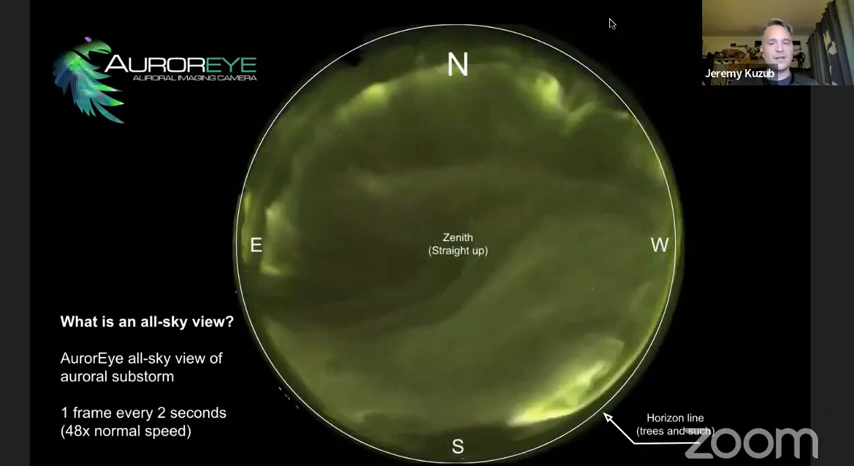 AUROREYE
AURORAL IMAGING CAMERA
Jeremy Kuzub
N
E
Zenith
(Straight up)
W
What is an all-sky view?
AurorEye all-sky view of
auroral substorm
1 frame every 2 seconds
(48x normal speed)
Horizon line
(trees and such)
S
zoom